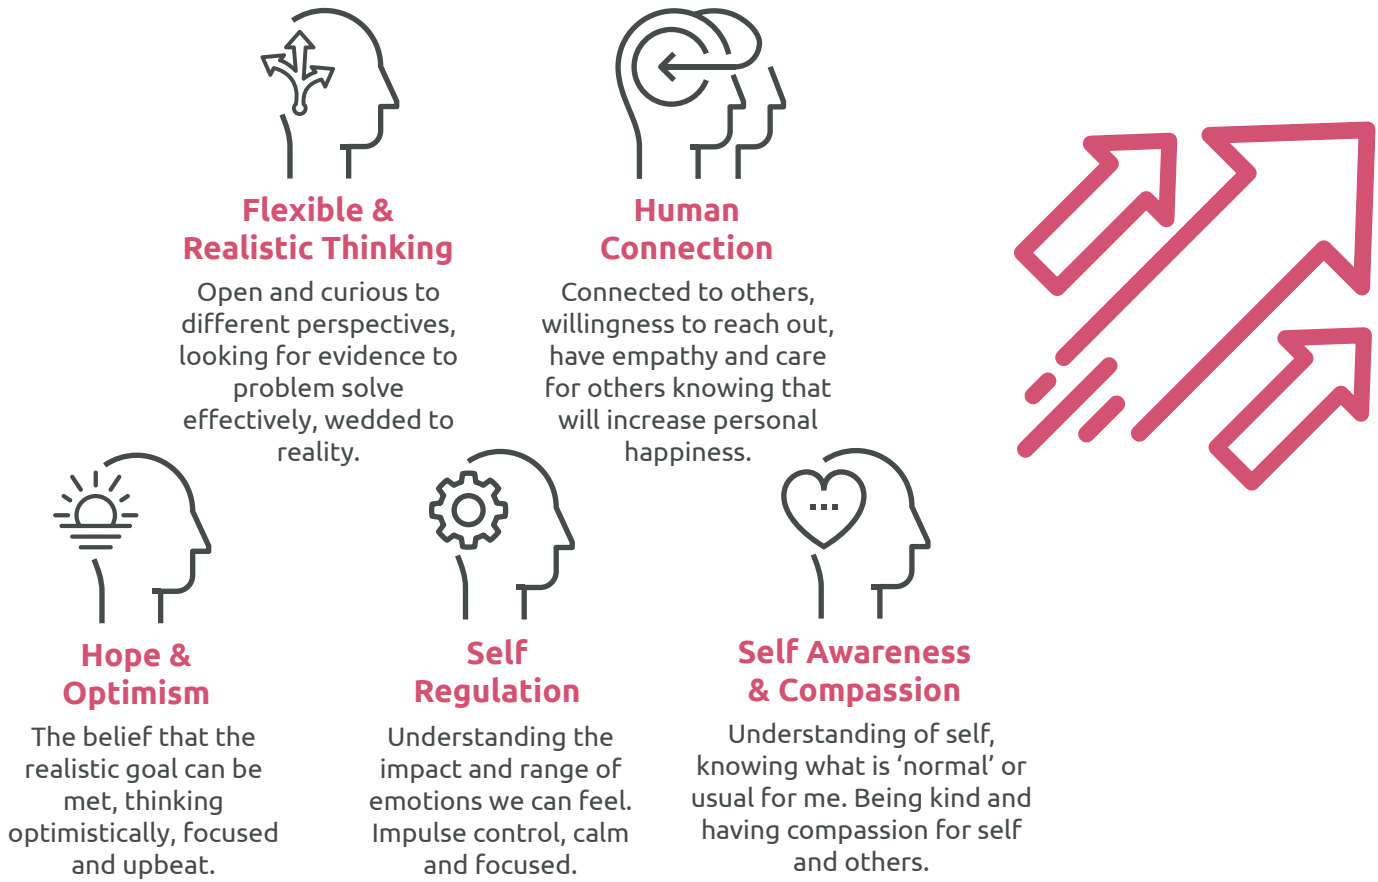 Flexible &
Realistic Thinking
Open and curious to
different perspectives,
looking for evidence to
problem solve
effectively, wedded to
reality.
Human
Connection
Connected to others,
willingness to reach out,
have empathy and care
for others knowing that
will increase personal
happiness.
Hope &
Optimism
The belief that the
realistic goal can be
met, thinking
optimistically, focused
and upbeat.
Self
Regulation
Understanding the
impact and range of
emotions we can feel.
Impulse control, calm
and focused.
Self Awareness
& Compassion
Understanding of self,
knowing what is ‘normal’ or
usual for me. Being kind and
having compassion for self
and others.